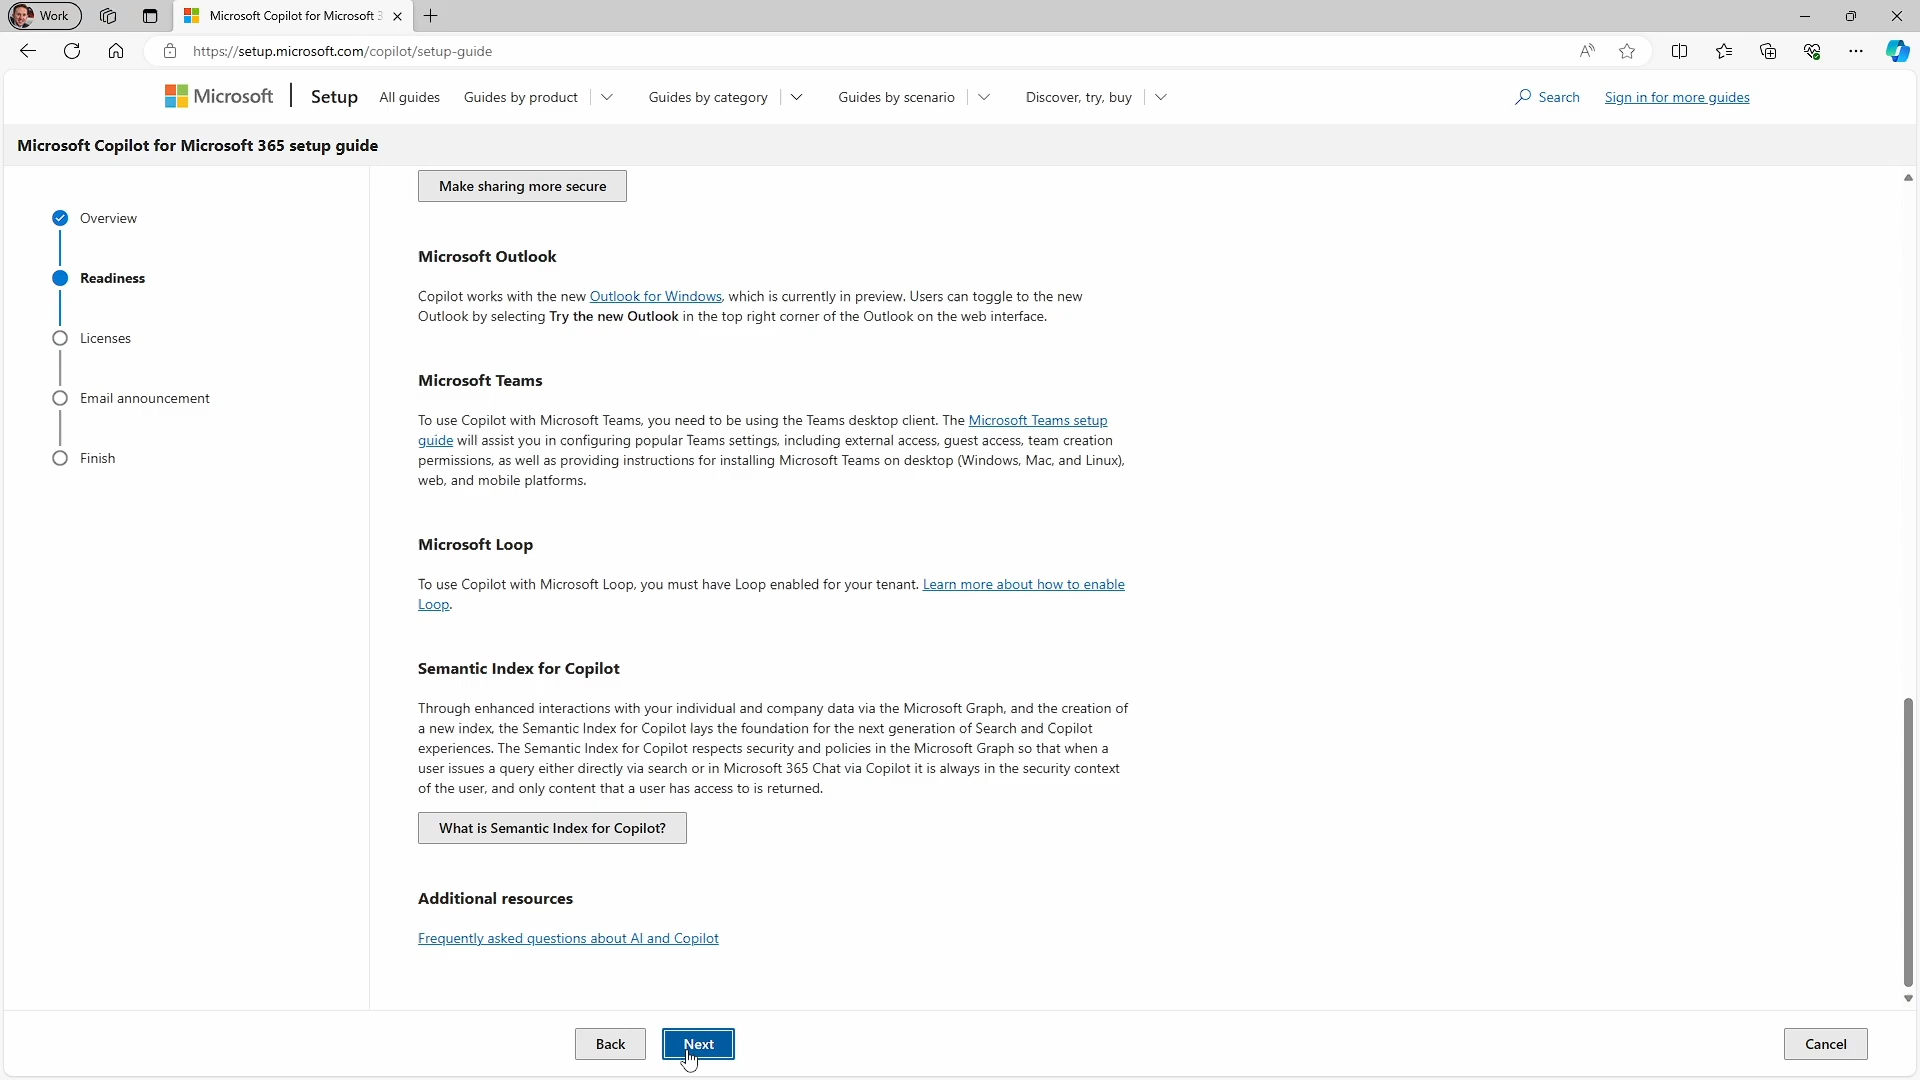 Work
Microsoft Copilot for Microsoft 3
https://setup.microsoft.com/copilot/setup-guide
Microsoft
Setup
All guides
Guides by product
Guides by category
Guides by scenario
Discover, try, buy
Search
Sign in for more guides
Microsoft Copilot for Microsoft 365 setup guide
Overview
Readiness
Licenses
Email announcement
Finish
Make sharing more secure
Microsoft Outlook
Copilot works with the new Outlook for Windows, which is currently in preview. Users can toggle to the new
Outlook by selecting Try the new Outlook in the top right corner of the Outlook on the web interface.
Microsoft Teams
To use Copilot with Microsoft Teams, you need to be using the Teams desktop client. The Microsoft Teams setup
guide will assist you in configuring popular Teams settings, including external access, guest access, team creation
permissions, as well as providing instructions for installing Microsoft Teams on desktop (Windows, Mac, and Linux),
web, and mobile platforms.
Microsoft Loop
To use Copilot with Microsoft Loop, you must have Loop enabled for your tenant. Learn more about how to enable
Loop.
Semantic Index for Copilot
Through enhanced interactions with your individual and company data via the Microsoft Graph, and the creation of
a new index, the Semantic Index for Copilot lays the foundation for the next generation of Search and Copilot
experiences. The Semantic Index for Copilot respects security and policies in the Microsoft Graph so that when a
user issues a query either directly via search or in Microsoft 365 Chat via Copilot it is always in the security context
of the user, and only content that a user has access to is returned.
What is Semantic Index for Copilot?
Additional resources
Frequently asked questions about AI and Copilot
Back
Next
Cancel